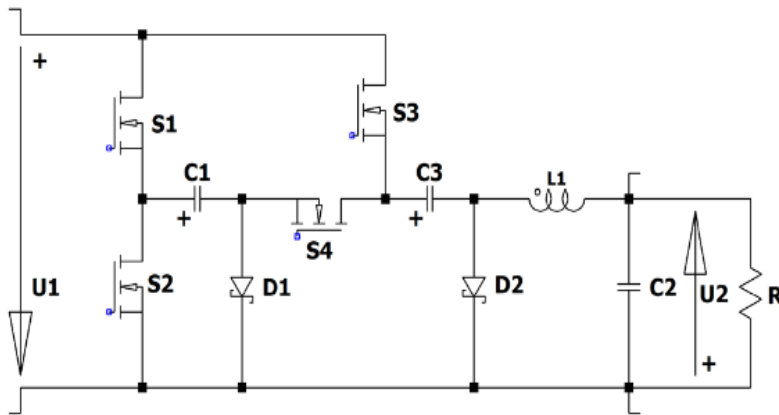 +
S1
S3
C1
C3
L1
+
+
S4
U1
S2
D1
D2
C2
U2
R
+